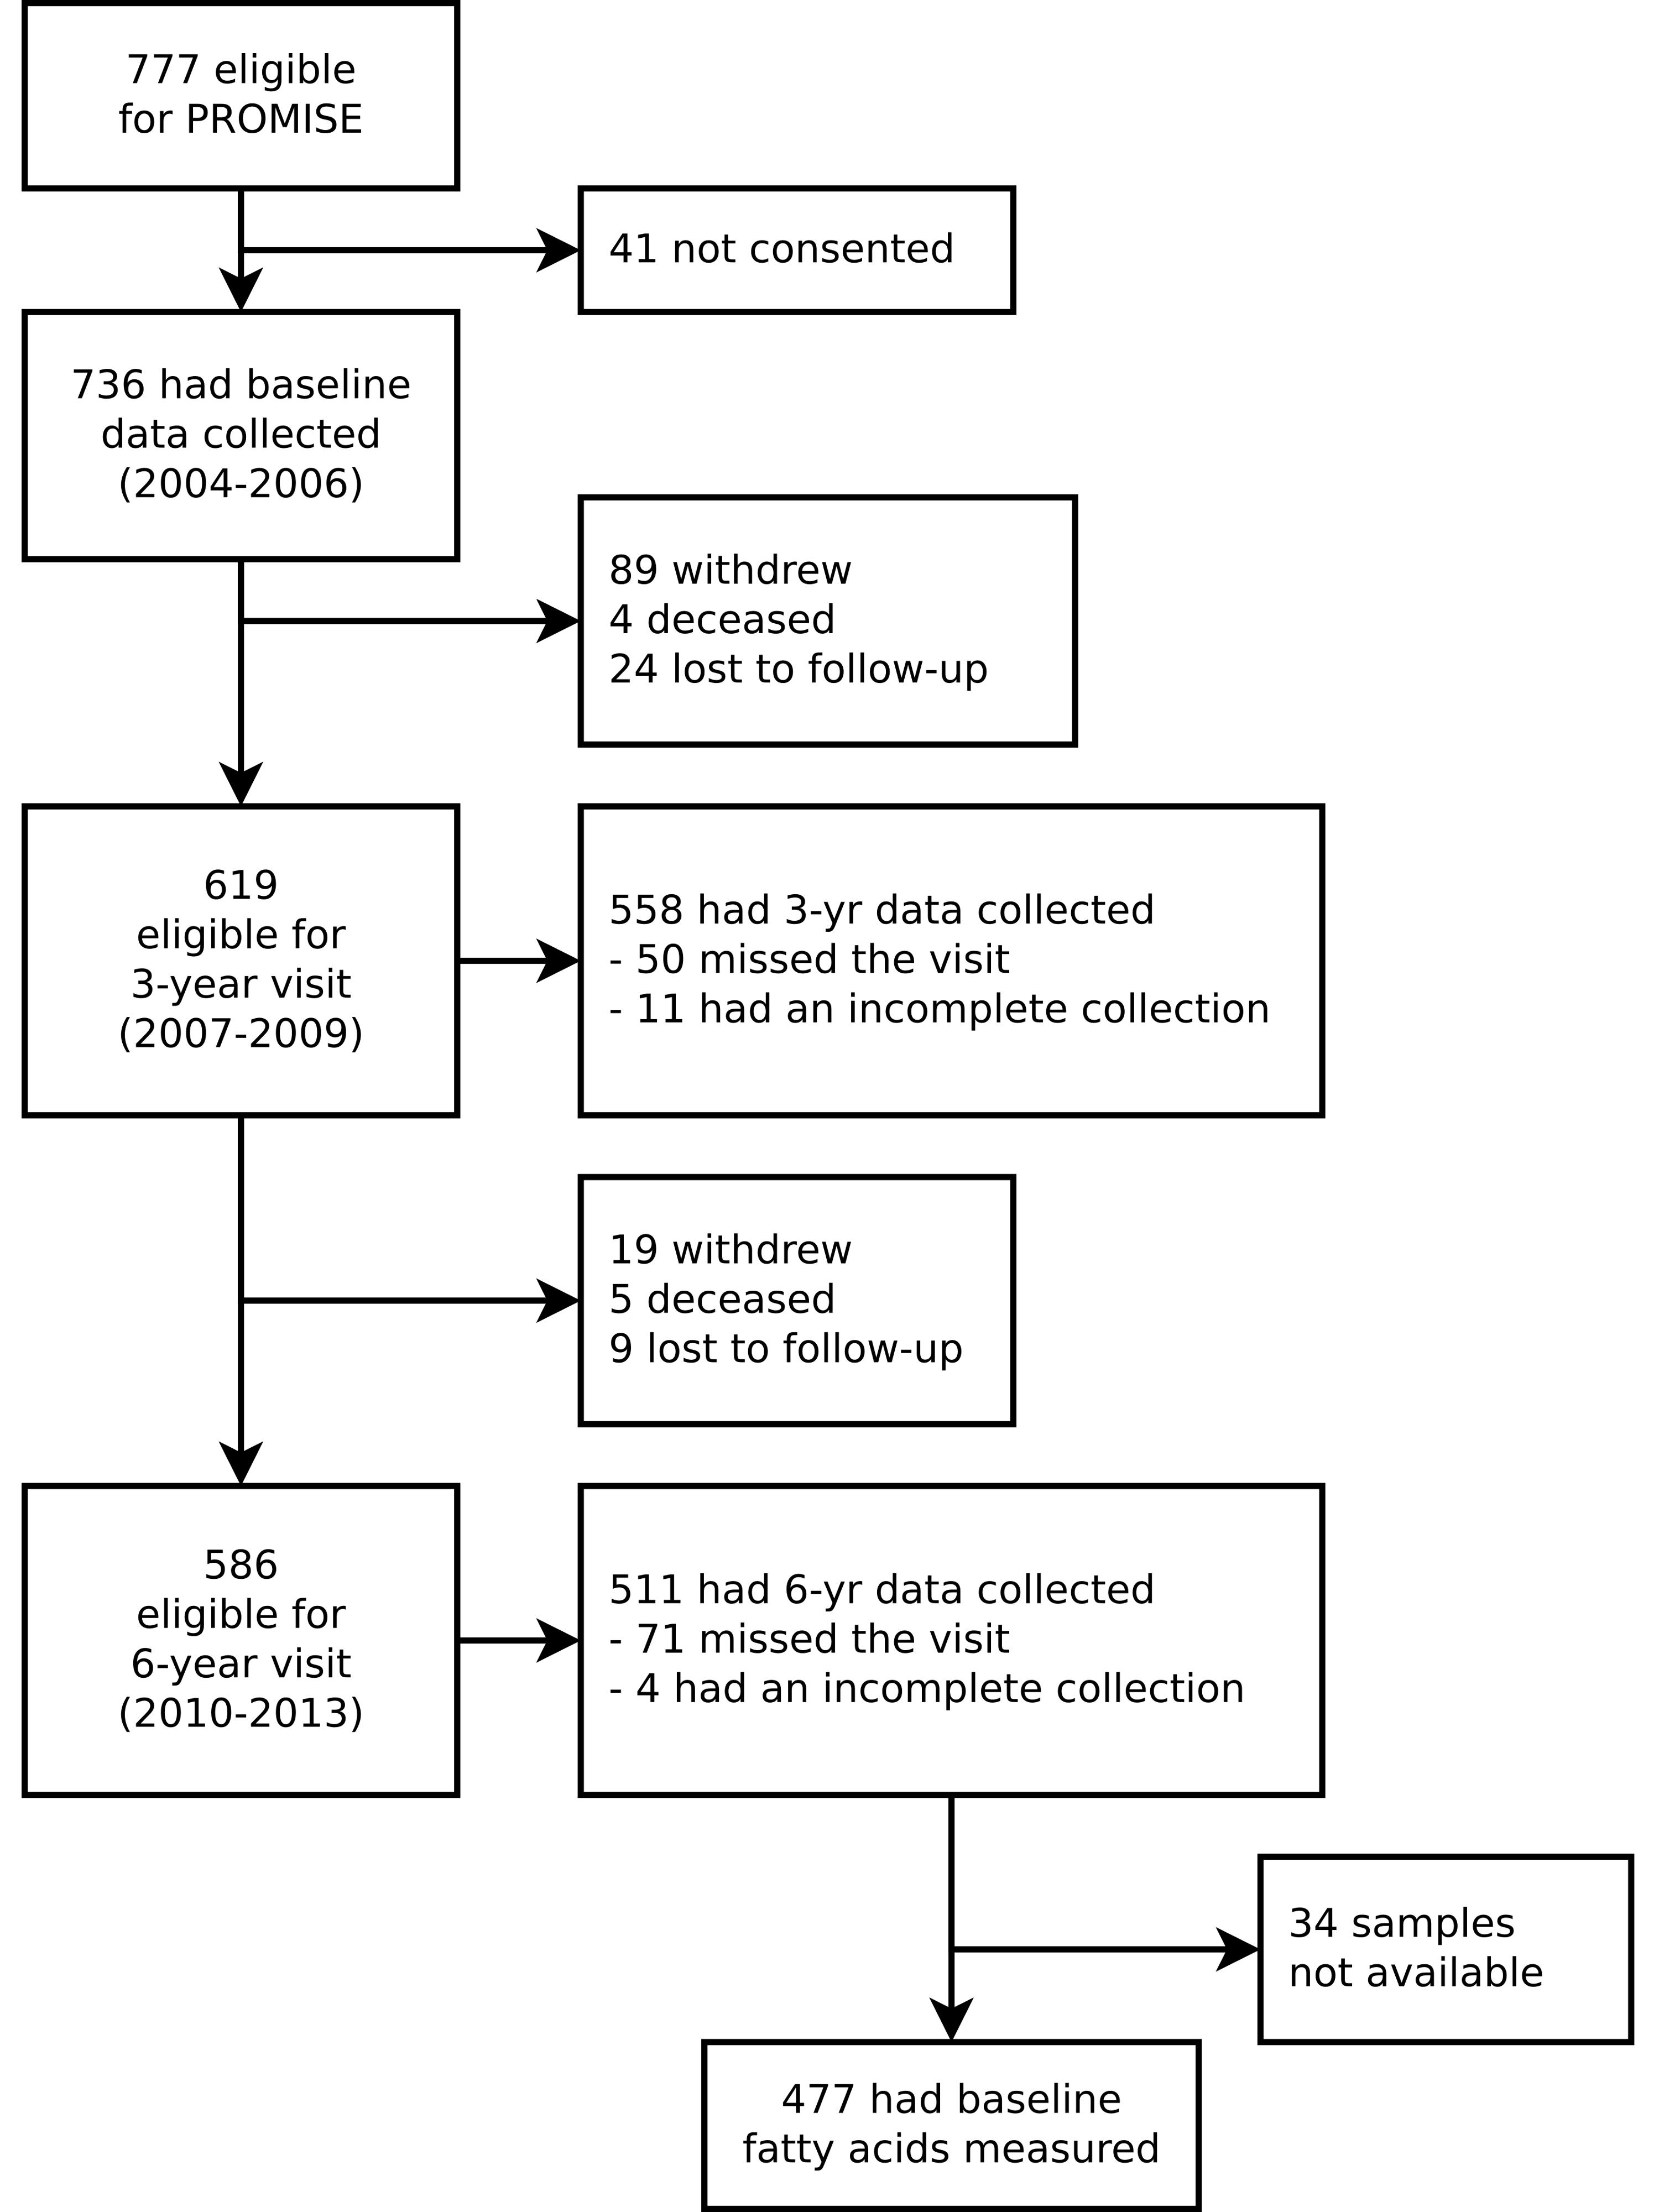 777 eligible
for PROMISE
41 not consented
736 had baseline
data collected
(2004-2006)
89 withdrew
4 deceased
24 lost to follow-up
619
eligible for
3-year visit
(2007-2009)
558 had 3-yr data collected
- 50 missed the visit
- 11 had an incomplete collection
19 withdrew
5 deceased
9 lost to follow-up
586
eligible for
6-year visit
(2010-2013)
511 had 6-yr data collected
- 71 missed the visit
- 4 had an incomplete collection
34 samples
not available
477 had baseline
fatty acids measured